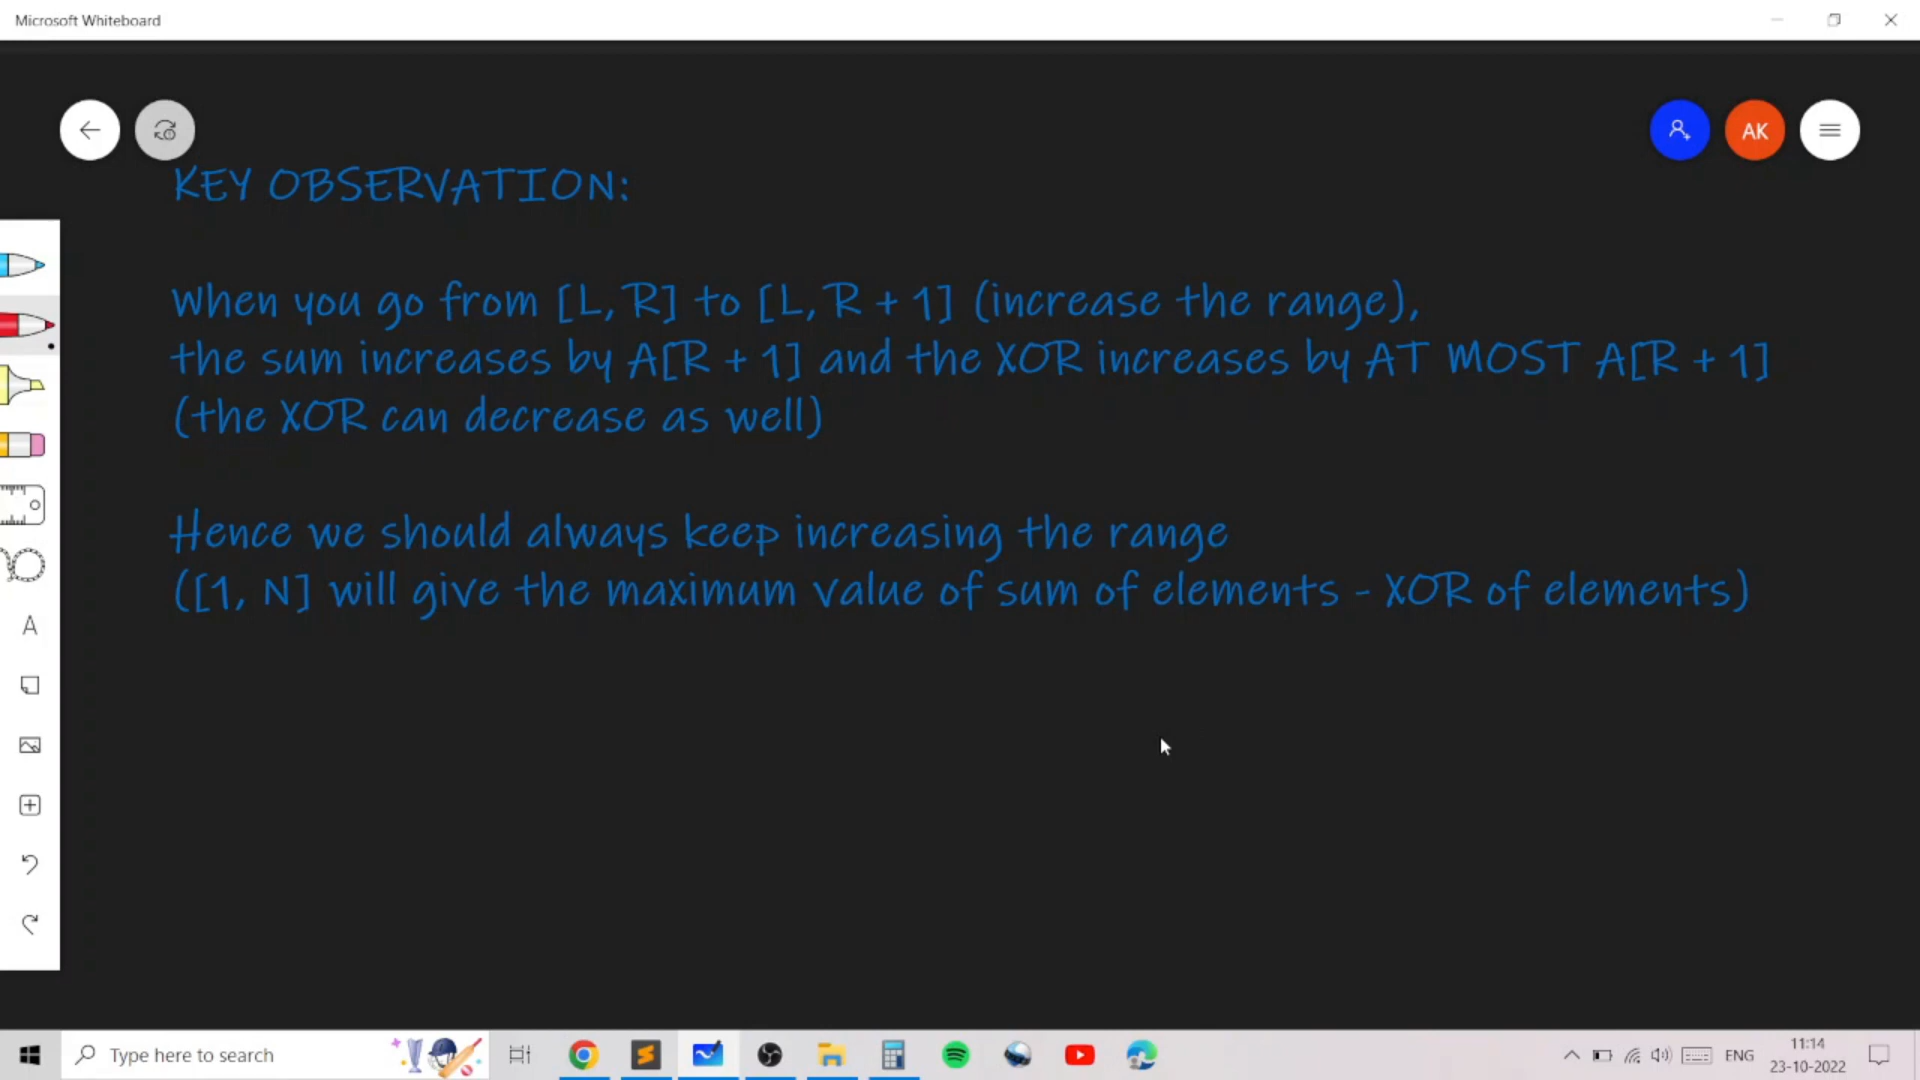 Microsoft Whiteboard
AK
KEY OBSERVATION:
When you go from [L, R] to [L, R + 1] (increase the range),
the sum increases by A[R + 1] and the XOR increases by AT MOST A[R + 1]
(the XOR can decrease as well)
Hence we should always keep increasing the range
([1, N] will give the maximum value of sum of elements - XOR of elements)
A
Type here to search
ENG
11:14
23-10-2022